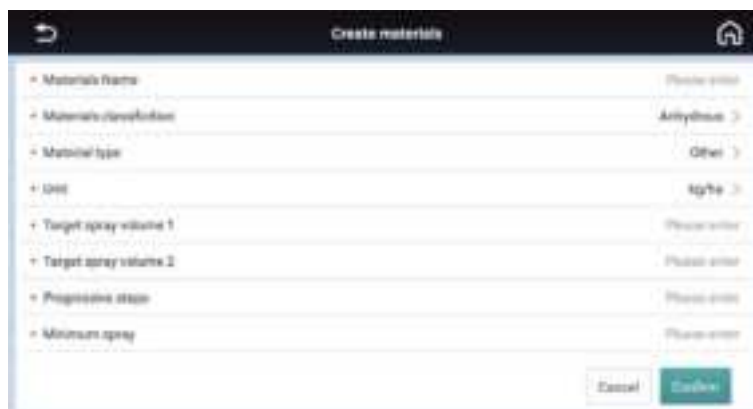 Create materials
* Materials Name Please enter
* Materials classifiction Anhydrous >
* Material type Other >
* Unit kg/ha >
* Target spray volume 1 Please enter
* Target spray volume 2 Please enter
* Progressive steps Please enter
* Minimum spray Please enter
Cancel Confirm